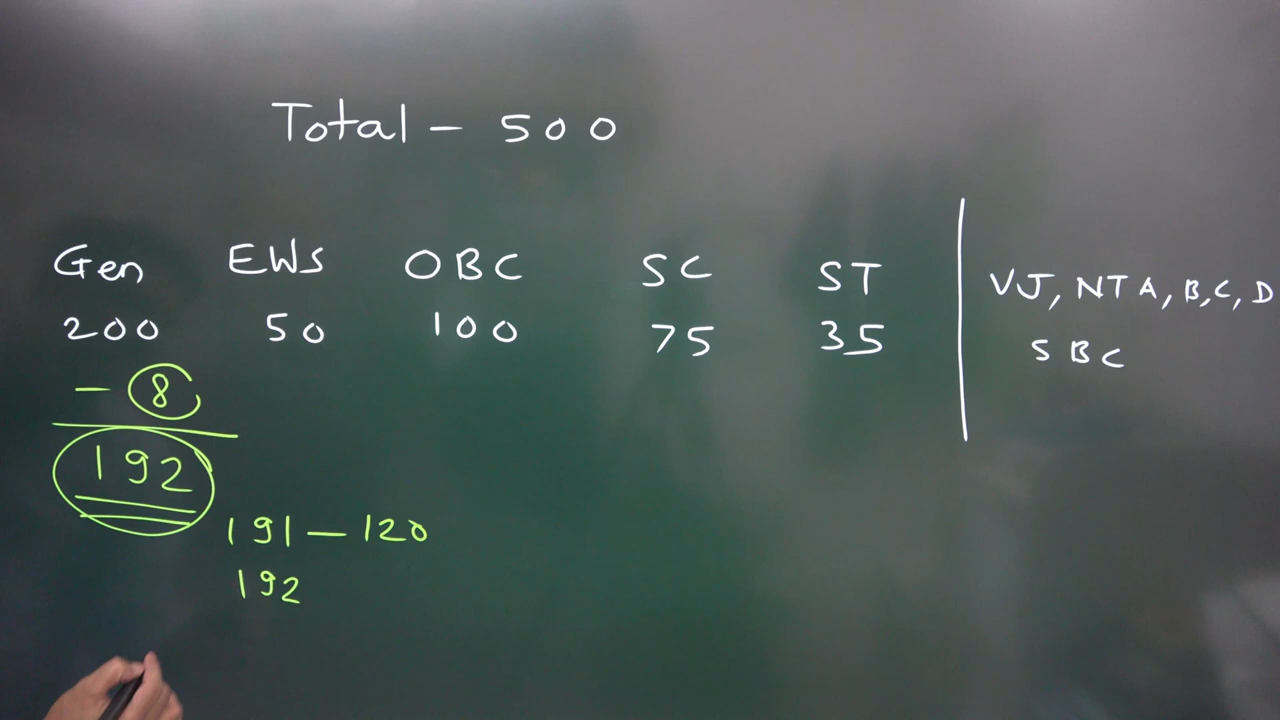 Total - 500
Gen EWS OBC SC ST VJ, NT A, B, C, D
200 50 100 75 35 SBC
- 8
192
191 - 120
192